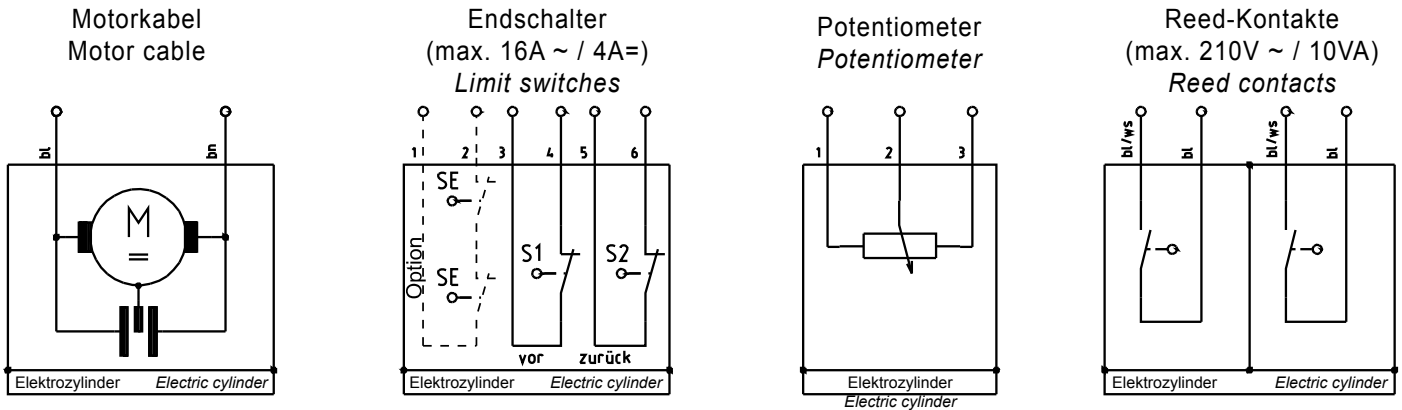 Motorkabel
Motor cable
bl
bn
M
=
Elektrozylinder Electric cylinder
Endschalter
(max. 16A ~ / 4A=)
Limit switches
1 2 3 4 5 6
SE
Option
SE
S1
S2
vor zurück
Elektrozylinder Electric cylinder
Potentiometer
Potentiometer
1 2 3
Elektrozylinder
Electric cylinder
Reed-Kontakte
(max. 210V ~ / 10VA)
Reed contacts
bl/ws
bl
bl/ws
bl
Elektrozylinder Electric cylinder